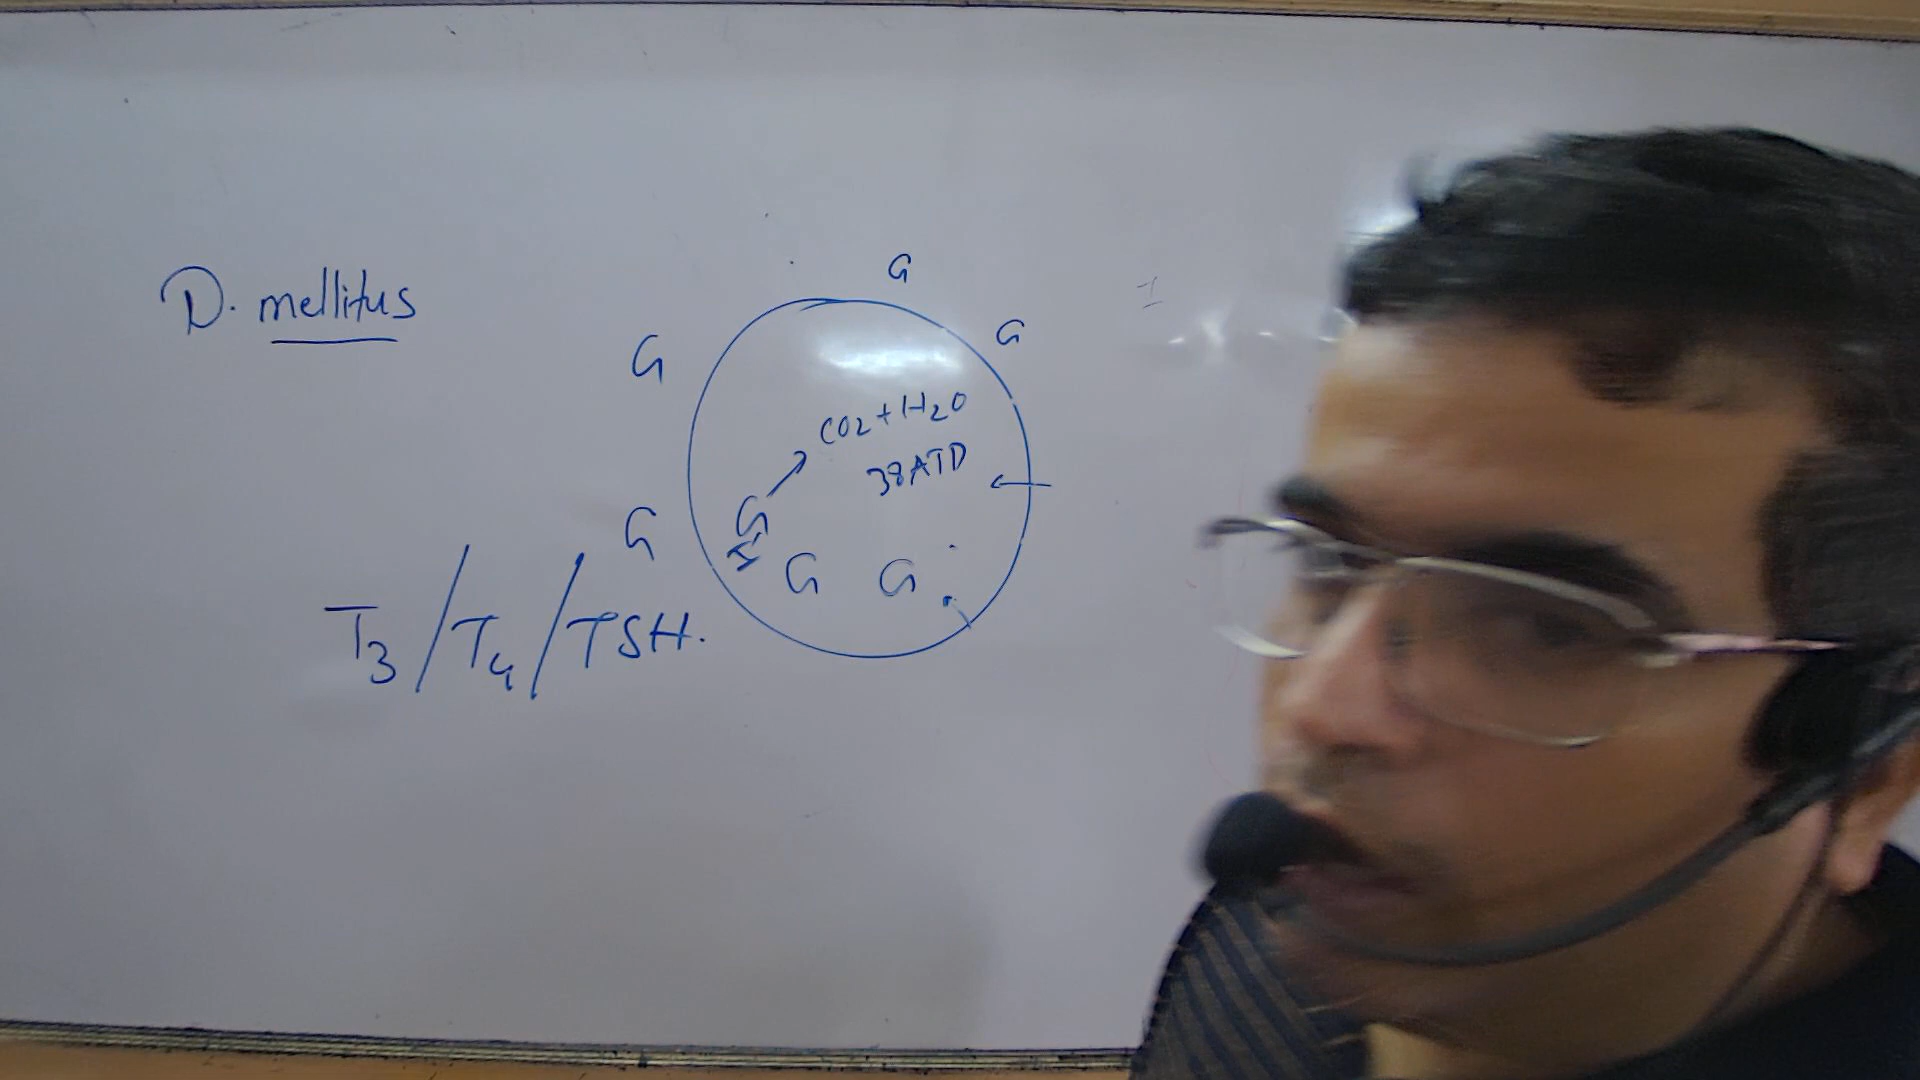 D. mellitus
G
G
G
CO2 + H2O
38ATP
G
G
G G
T3/T4/TSH.